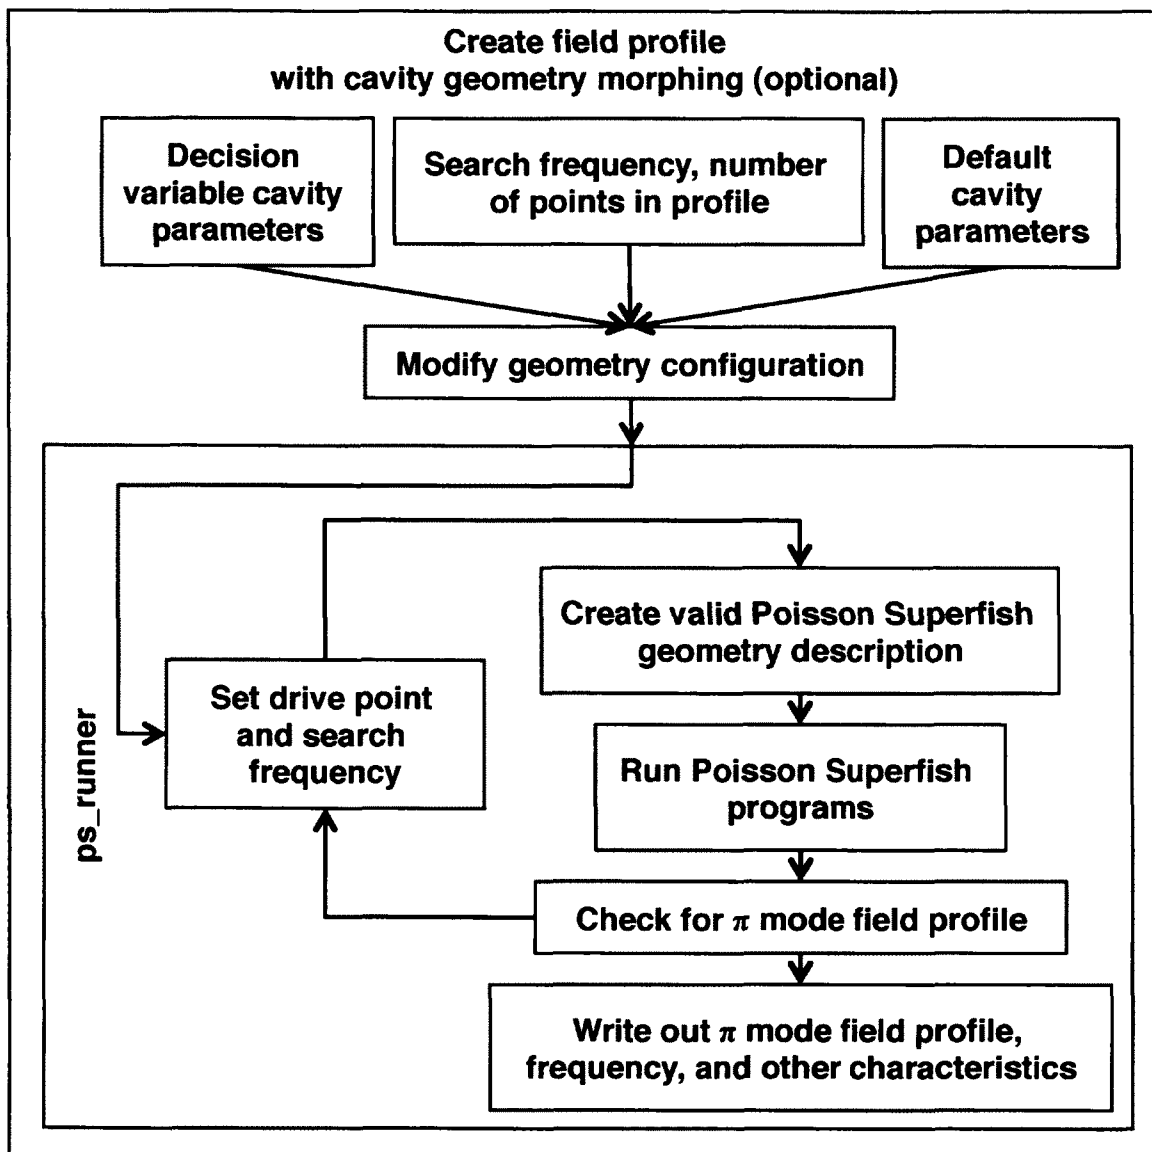 Create field profile
with cavity geometry morphing (optional)
Decision
variable cavity
parameters
Search frequency, number
of points in profile
Default
cavity
parameters
Modify geometry configuration
ps_runner
Set drive point
and search
frequency
Create valid Poisson Superfish
geometry description
Run Poisson Superfish
programs
Check for π mode field profile
Write out π mode field profile,
frequency, and other characteristics